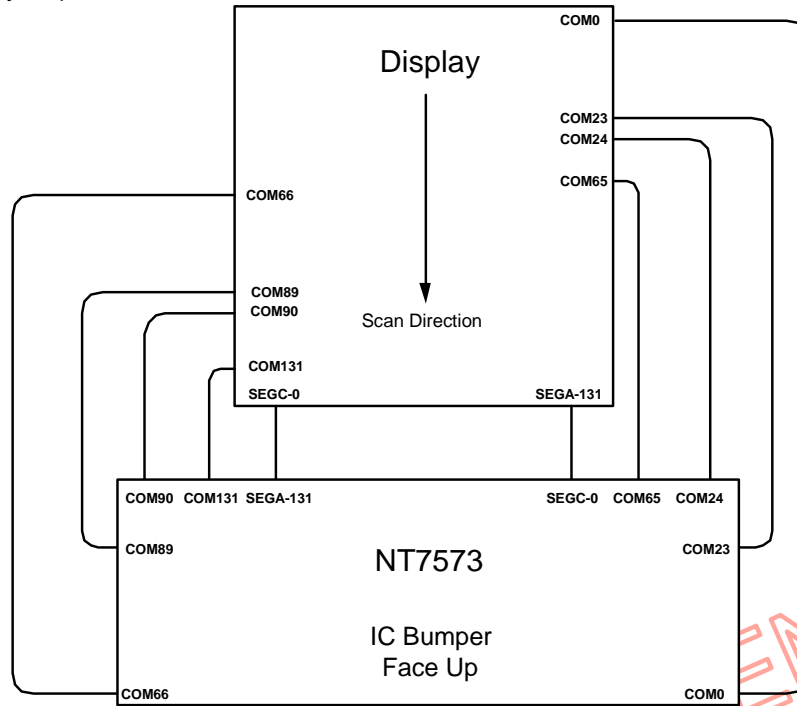 COM0
Display
COM23
COM24
COM65
COM66
COM89
COM90
Scan Direction
COM131
SEGC-0 SEGA-131
COM90 COM131 SEGA-131 SEGC-0 COM65 COM24
COM89 COM23
NT7573
IC Bumper
Face Up
COM66 COM0